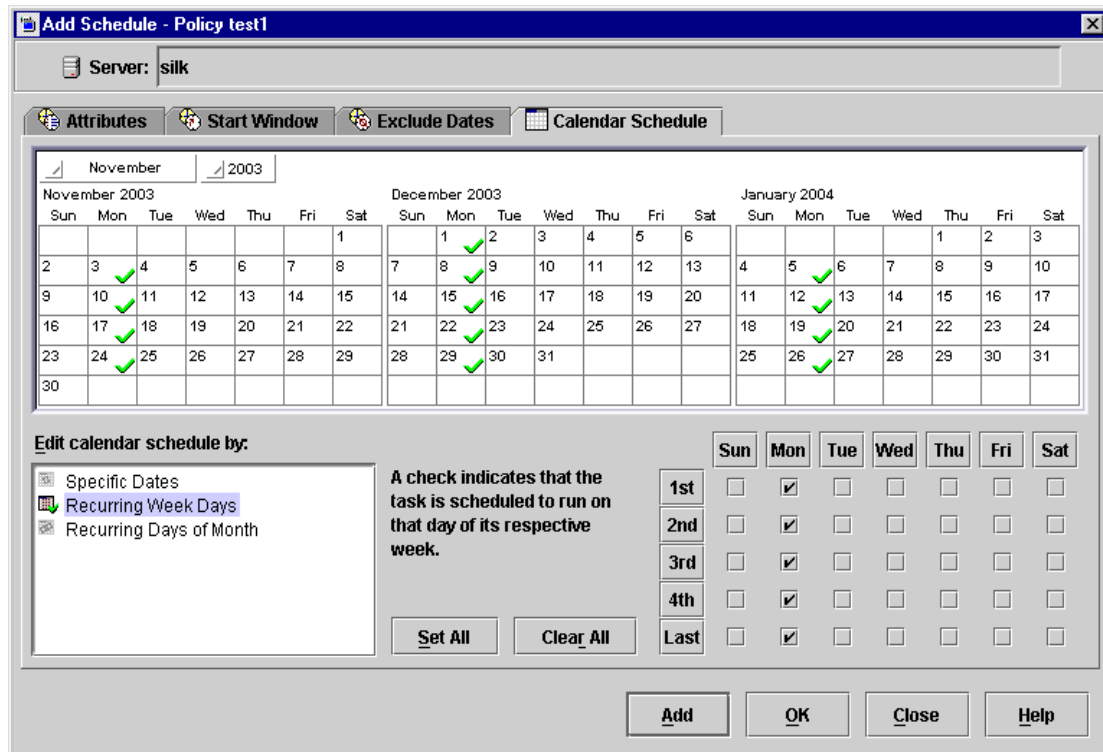 Add Schedule - Policy test1
Server: silk
Attributes Start Window Exclude Dates Calendar Schedule
November 2003
November 2003 December 2003 January 2004
Sun Mon Tue Wed Thu Fri Sat Sun Mon Tue Wed Thu Fri Sat Sun Mon Tue Wed Thu Fri Sat
1 1 2 3 4 5 6 1 2 3
2 3 4 5 6 7 8 7 8 9 10 11 12 13 4 5 6 7 8 9 10
9 10 11 12 13 14 15 14 15 16 17 18 19 20 11 12 13 14 15 16 17
16 17 18 19 20 21 22 21 22 23 24 25 26 27 18 19 20 21 22 23 24
23 24 25 26 27 28 29 28 29 30 31 25 26 27 28 29 30 31
30
Edit calendar schedule by:
Specific Dates
Recurring Week Days
Recurring Days of Month
A check indicates that the
task is scheduled to run on
that day of its respective
week.
Set All Clear All
Sun Mon Tue Wed Thu Fri Sat
1st
2nd
3rd
4th
Last
Add OK Close Help